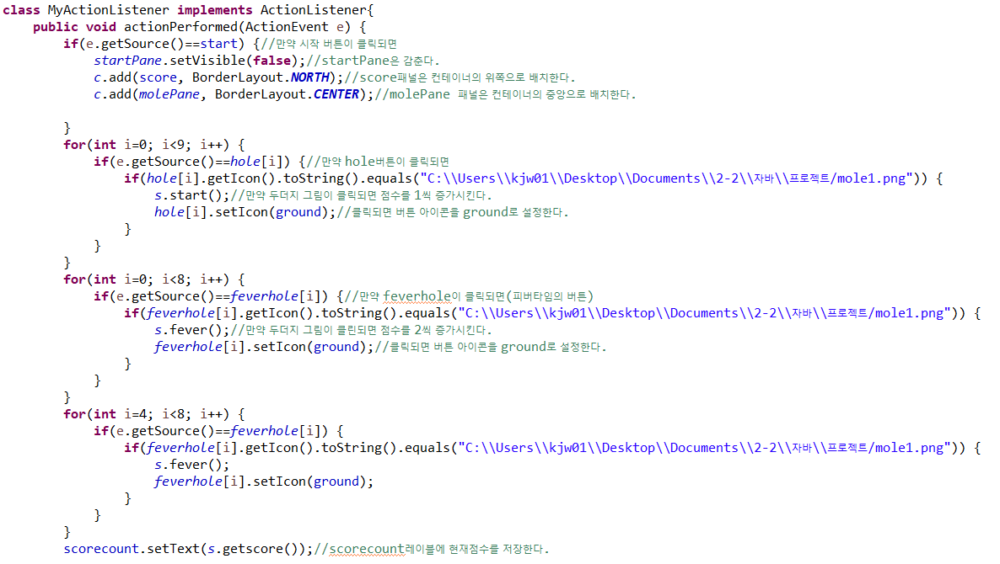 class MyActionListener implements ActionListener{
public void actionPerformed(ActionEvent e) {
if(e.getSource()==start) {//만약 시작 버튼이 클릭되면
startPane.setVisible(false);//startPane은 감춘다.
c.add(score, BorderLayout.NORTH);//score패널은 컨테이너의 위쪽으로 배치한다.
c.add(molePane, BorderLayout.CENTER);//molePane 패널은 컨테이너의 중앙으로 배치한다.
}
for(int i=0; i<9; i++) {
if(e.getSource()==hole[i]) {//만약 hole버튼이 클릭되면
if(hole[i].getIcon().toString().equals("C:\\Users\\kjw01\\Desktop\\Documents\\2-2\\자바\\프로젝트/mole1.png")) {
s.start();//만약 두더지 그림이 클릭되면 점수를 1씩 증가시킨다.
hole[i].setIcon(ground);//클릭되면 버튼 아이콘을 ground로 설정한다.
}
}
}
for(int i=0; i<8; i++) {
if(e.getSource()==feverhole[i]) {//만약 feverhole이 클릭되면(피버타임의 버튼)
if(feverhole[i].getIcon().toString().equals("C:\\Users\\kjw01\\Desktop\\Documents\\2-2\\자바\\프로젝트/mole1.png")) {
s.fever();//만약 두더지 그림이 클린되면 점수를 2씩 증가시킨다.
feverhole[i].setIcon(ground);//클릭되면 버튼 아이콘을 ground로 설정한다.
}
}
}
for(int i=4; i<8; i++) {
if(e.getSource()==feverhole[i]) {
if(feverhole[i].getIcon().toString().equals("C:\\Users\\kjw01\\Desktop\\Documents\\2-2\\자바\\프로젝트/mole1.png")) {
s.fever();
feverhole[i].setIcon(ground);
}
}
}
scorecount.setText(s.getscore());//scorecount레이블에 현재점수를 저장한다.